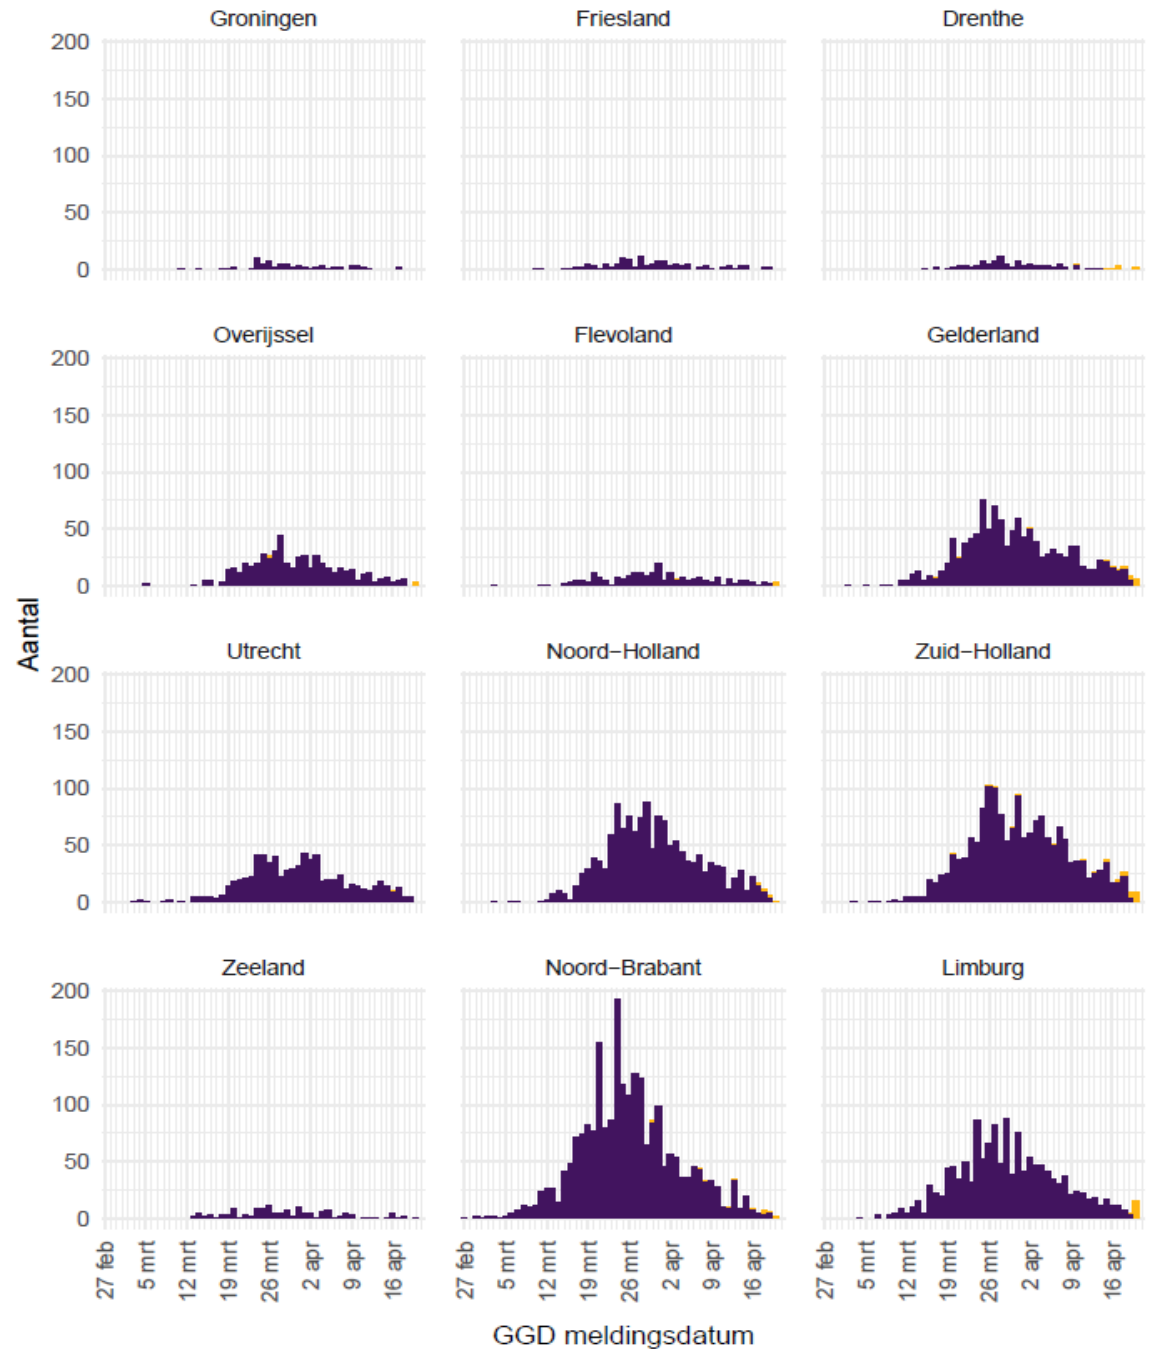 Groningen Friesland Drenthe
200
150
100
50
0
Overijssel Flevoland Gelderland
200
150
100
50
0
Aantal
Utrecht Noord−Holland Zuid−Holland
200
150
100
50
0
Zeeland Noord−Brabant Limburg
200
150
100
50
0
27 feb 5 mrt 12 mrt 19 mrt 26 mrt 2 apr 9 apr 16 apr 27 feb 5 mrt 12 mrt 19 mrt 26 mrt 2 apr 9 apr 16 apr 27 feb 5 mrt 12 mrt 19 mrt 26 mrt 2 apr 9 apr 16 apr
GGD meldingsdatum